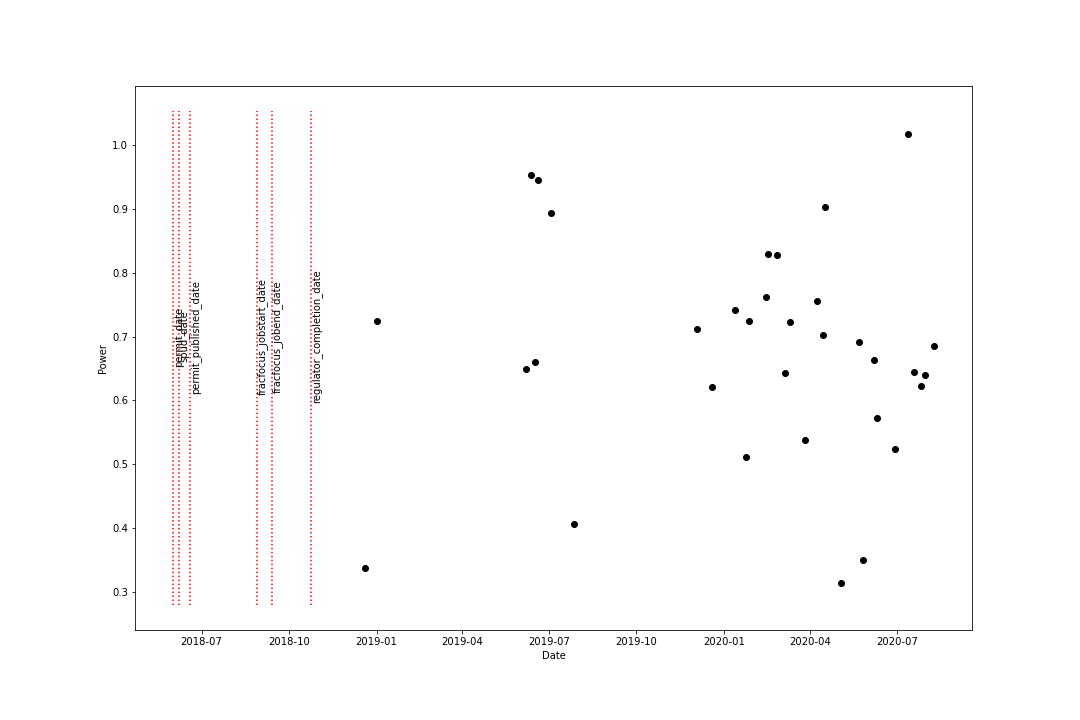 1.0
0.9
0.8
0.7
0.6
0.5
0.4
0.3
Power
permit_date
spud_date
permit_published_date
fracfocus_jobstart_date
fracfocus_jobend_date
regulator_completion_date
2018-07
2018-10
2019-01
2019-04
2019-07
2019-10
2020-01
2020-04
2020-07
Date